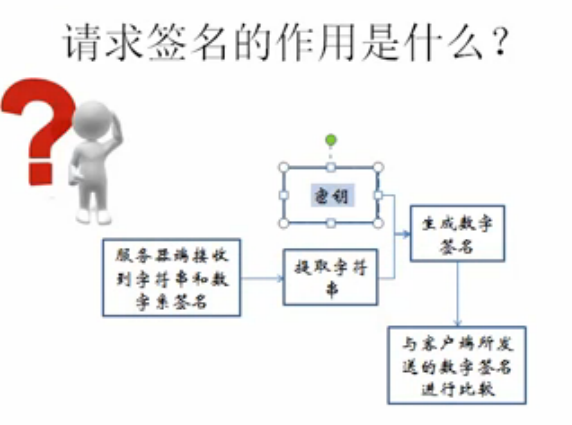 请求签名的作用是什么？
密钥
生成数字
签名
服务器端接收
到字符串和数
字亲签名
提取字符
串
与客户端所发
送的数字签名
进行比较